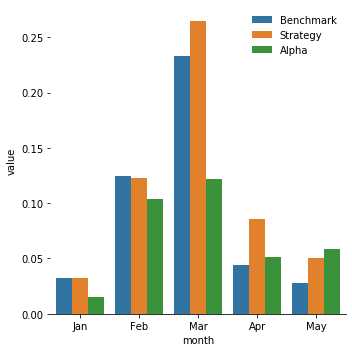 Benchmark
Strategy
Alpha
0.25
0.20
0.15
0.10
0.05
0.00
value
Jan Feb Mar Apr May
month